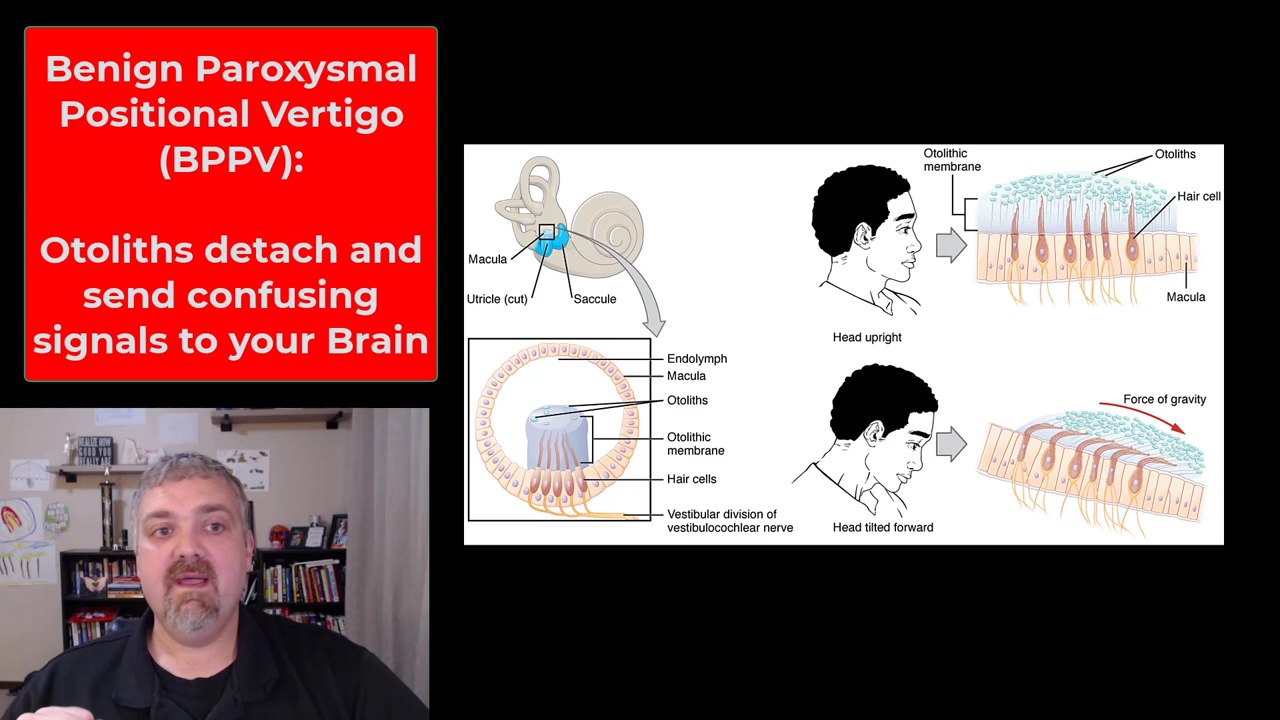 Benign Paroxysmal
Positional Vertigo
(BPPV):
Otoliths detach and
send confusing
signals to your Brain
Macula
Utricle (cut)
Saccule
Endolymph
Macula
Otoliths
Otolithic
membrane
Hair cells
Vestibular division of
vestibulocochlear nerve
Otolithic
membrane
Otoliths
Hair cell
Macula
Head upright
Force of gravity
Head tilted forward